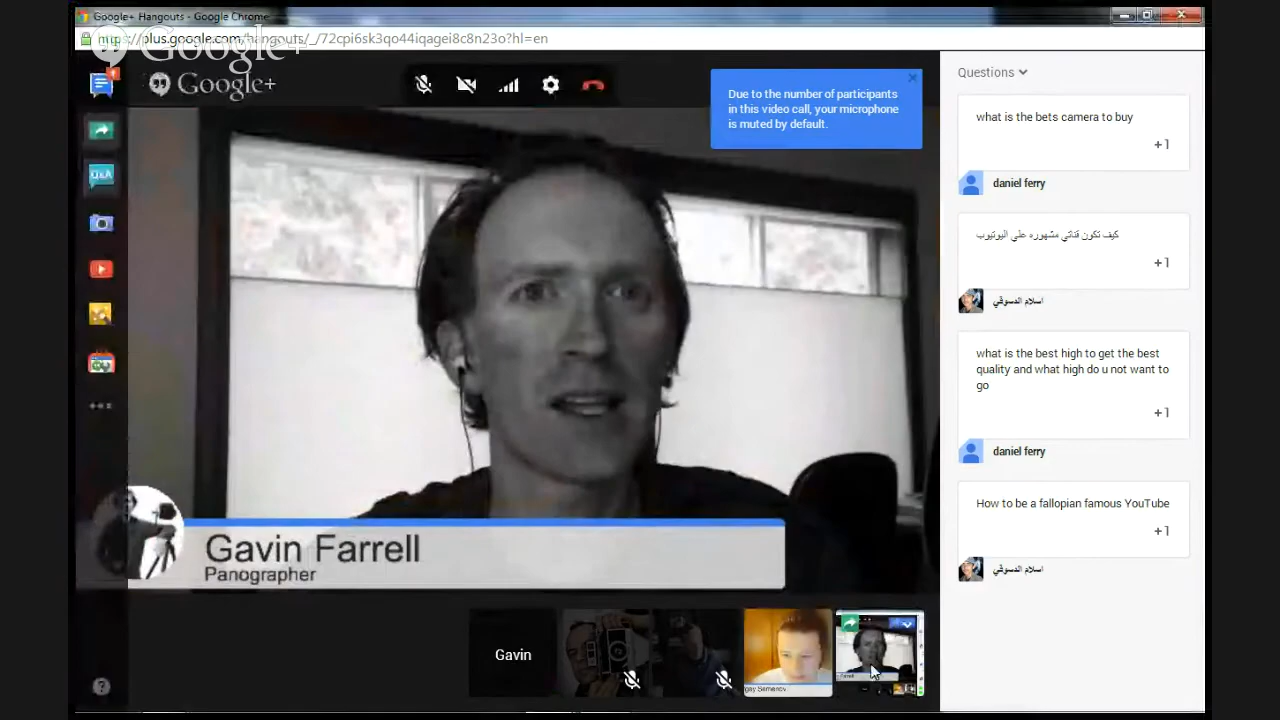 Google+ Hangouts - Google Chrome
https://plus.google.com/hangouts/_/72cpi6sk3qo44iqagei8c8n23o?hl=en
Google+
Google+
Due to the number of participants
in this video call, your microphone
is muted by default.
Q&A
Gavin Farrell
Panographer
Gavin
Semenov
Farrell
Questions
what is the bets camera to buy
+1
daniel ferry
كيف تكون قناتي مشهوره علي اليوتيوب
+1
اسلام الدسوقي
what is the best high to get the best
quality and what high do u not want to
go
+1
daniel ferry
How to be a fallopian famous YouTube
+1
اسلام الدسوقي